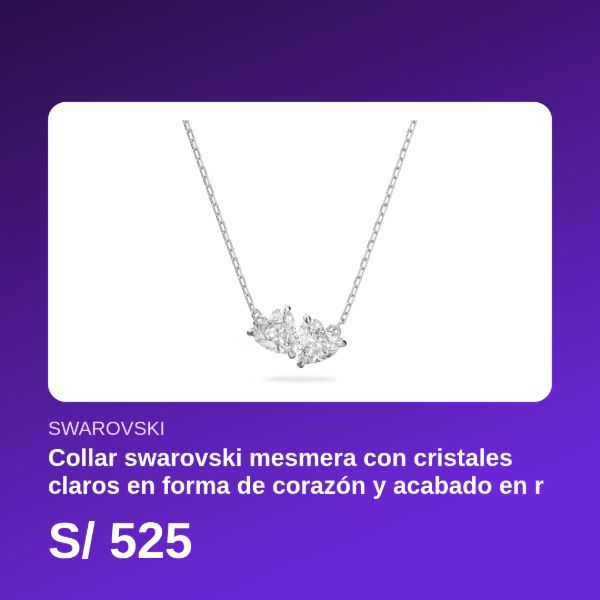 SWAROVSKI
Collar swarovski mesmera con cristales
claros en forma de corazón y acabado en r
S/ 525